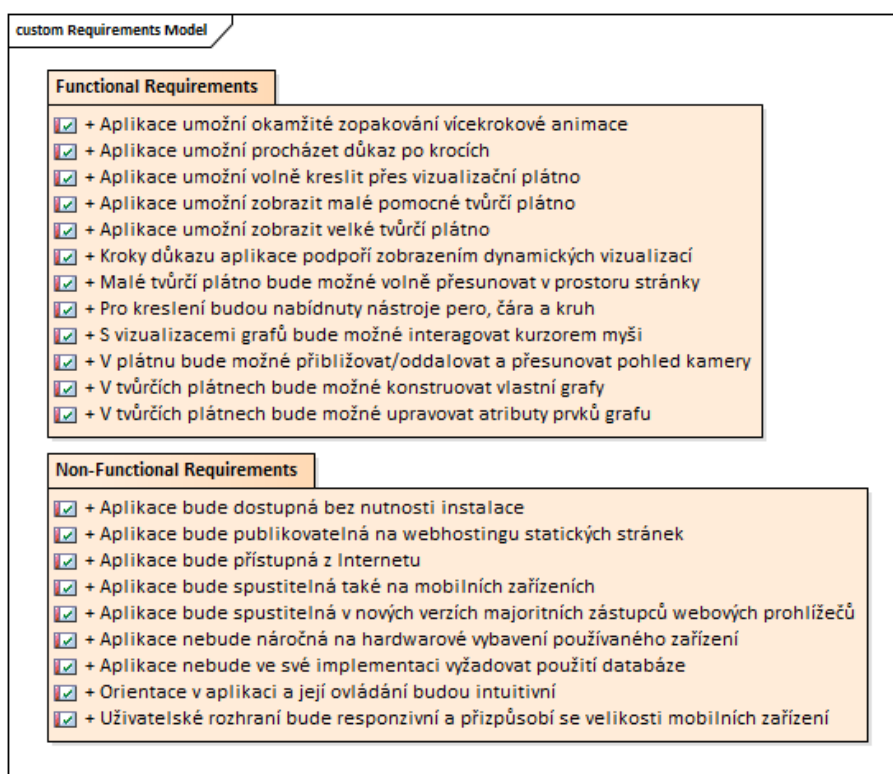 custom Requirements Model
Functional Requirements
+ Aplikace umožní okamžité zopakování vícekrokové animace
+ Aplikace umožní procházet důkaz po krocích
+ Aplikace umožní volně kreslit přes vizualizační plátno
+ Aplikace umožní zobrazit malé pomocné tvůrčí plátno
+ Aplikace umožní zobrazit velké tvůrčí plátno
+ Kroky důkazu aplikace podpoří zobrazením dynamických vizualizací
+ Malé tvůrčí plátno bude možné volně přesunovat v prostoru stránky
+ Pro kreslení budou nabídnuty nástroje pero, čára a kruh
+ S vizualizacemi grafů bude možné interagovat kurzorem myši
+ V plátnu bude možné přibližovat/oddalovat a přesunovat pohled kamery
+ V tvůrčích plátnech bude možné konstruovat vlastní grafy
+ V tvůrčích plátnech bude možné upravovat atributy prvků grafu
Non-Functional Requirements
+ Aplikace bude dostupná bez nutnosti instalace
+ Aplikace bude publikovatelná na webhostingu statických stránek
+ Aplikace bude přístupná z Internetu
+ Aplikace bude spustitelná také na mobilních zařízeních
+ Aplikace bude spustitelná v nových verzích majoritních zástupců webových prohlížečů
+ Aplikace nebude náročná na hardwarové vybavení používaného zařízení
+ Aplikace nebude ve své implementaci vyžadovat použití databáze
+ Orientace v aplikaci a její ovládání budou intuitivní
+ Uživatelské rozhraní bude responzivní a přizpůsobí se velikosti mobilních zařízení